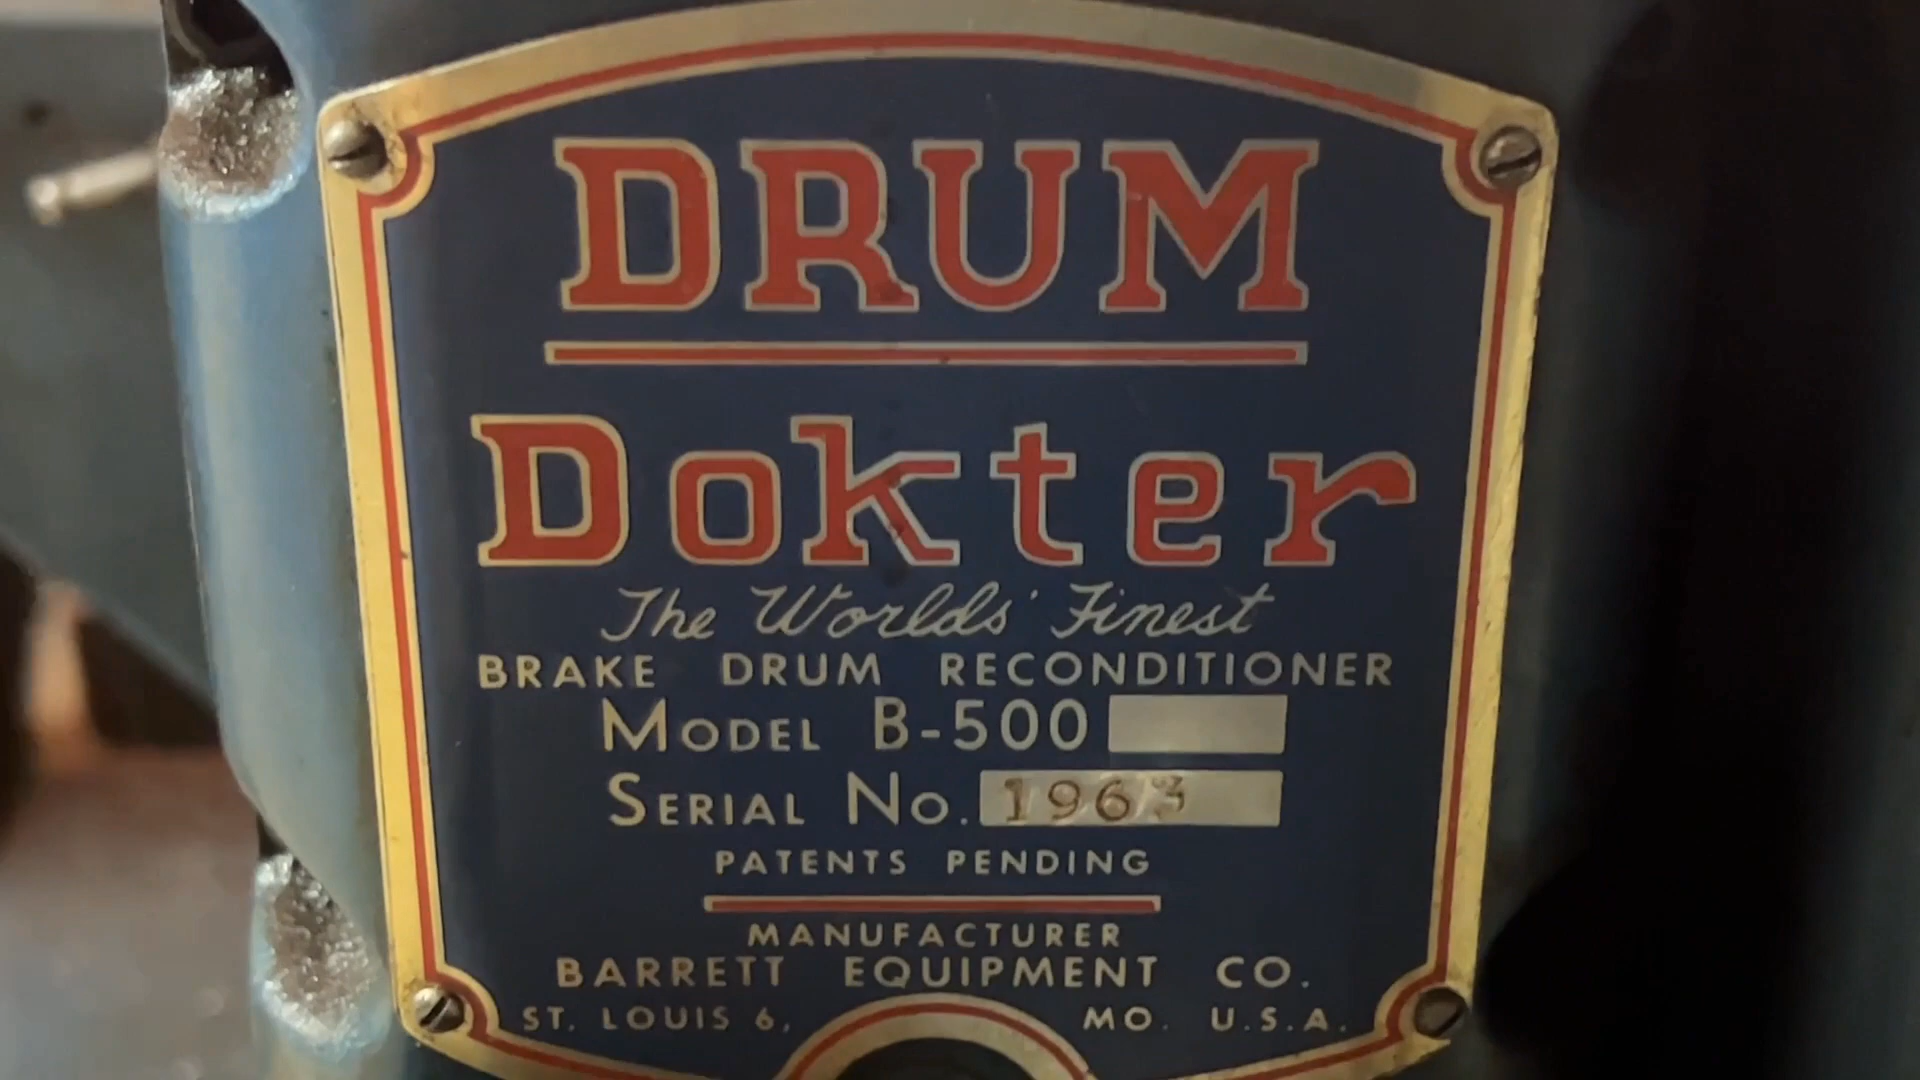 DRUM
Dokter
The Worlds' Finest
BRAKE DRUM RECONDITIONER
MODEL B-500
SERIAL NO. 1963
PATENTS PENDING
MANUFACTURER
BARRETT EQUIPMENT CO.
ST. LOUIS 6, MO. U.S.A.